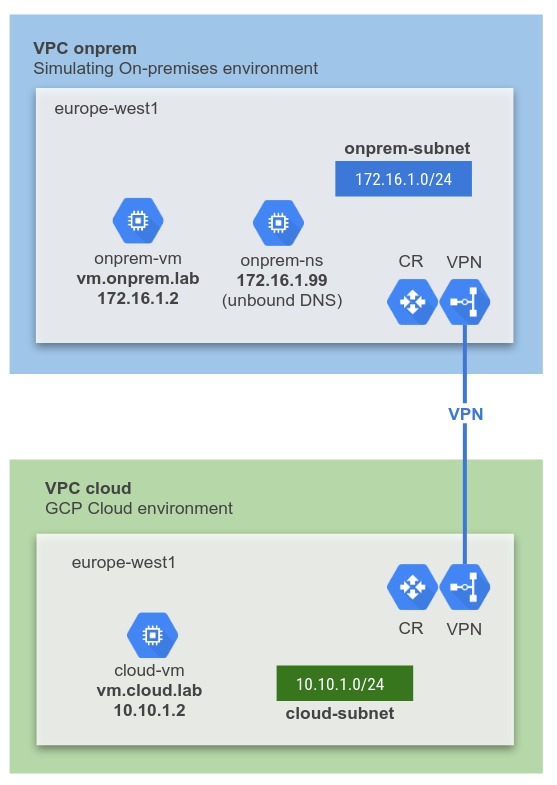 VPC onprem
Simulating On-premises environment
europe-west1
onprem-subnet
172.16.1.0/24
onprem-vm
vm.onprem.lab
172.16.1.2
onprem-ns
172.16.1.99
(unbound DNS)
CR
VPN
VPN
VPC cloud
GCP Cloud environment
europe-west1
CR
VPN
cloud-vm
vm.cloud.lab
10.10.1.2
10.10.1.0/24
cloud-subnet